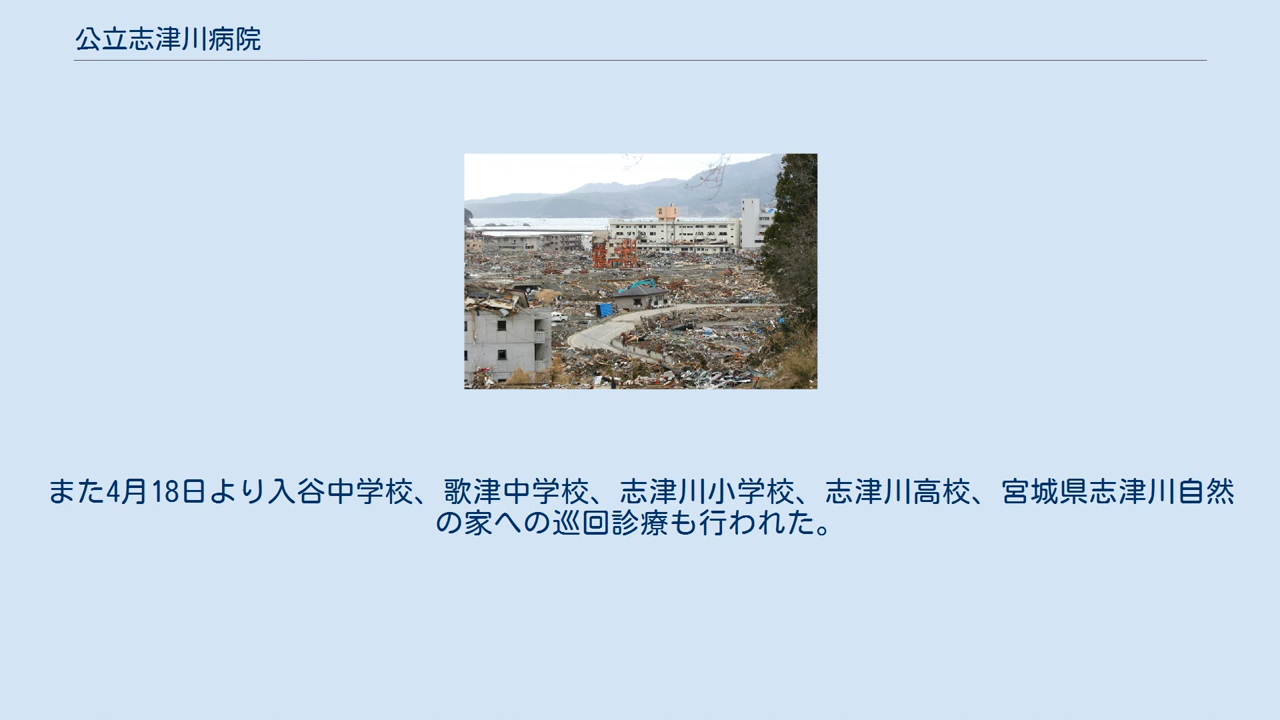 公立志津川病院
また4月18日より入谷中学校、歌津中学校、志津川小学校、志津川高校、宮城県志津川自然
の家への巡回診療も行われた。